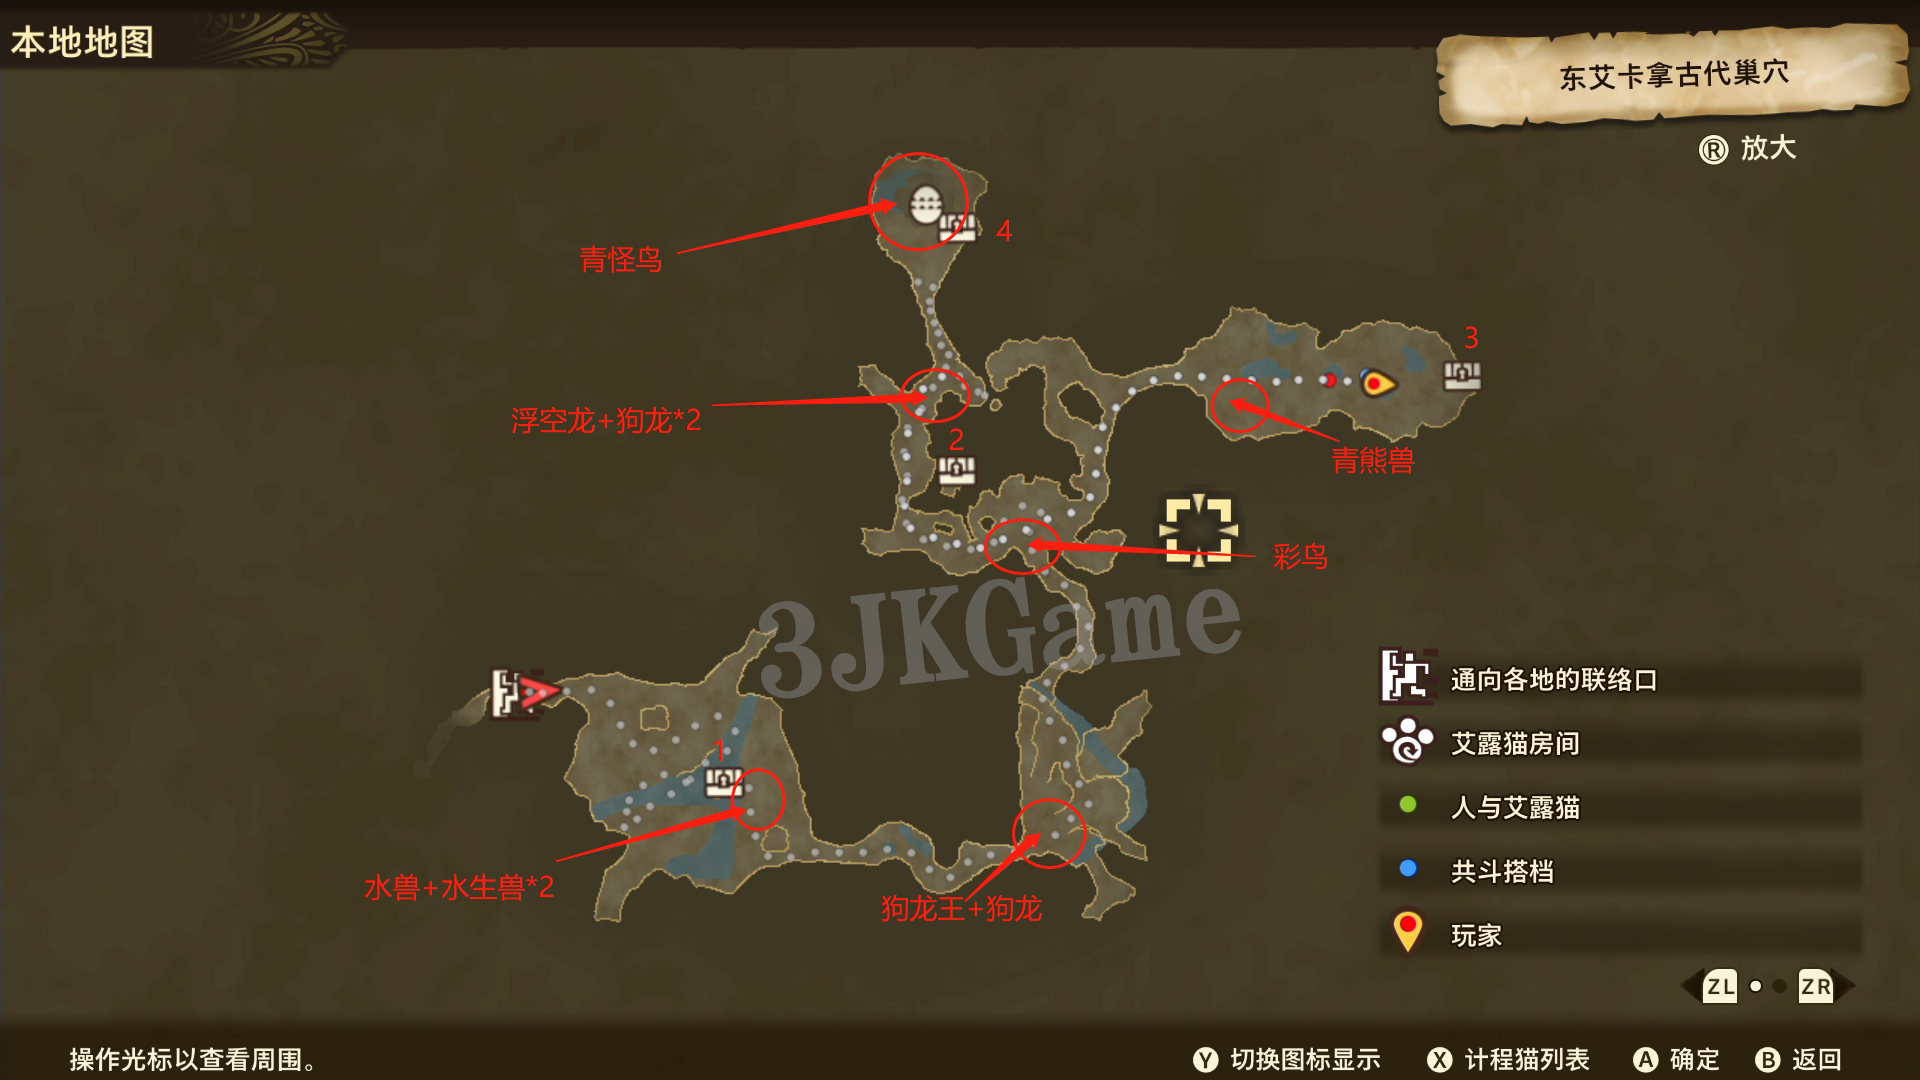 本地地图
东艾卡拿古代巢穴
R 放大
4
青怪鸟
3
浮空龙+狗龙*2
2
青熊兽
彩鸟
3JKGame
通向各地的联络口
1
艾露猫房间
人与艾露猫
水兽+水生兽*2
共斗搭档
狗龙王+狗龙
玩家
ZL ZR
操作光标以查看周围。
Y 切换图标显示 X 计程猫列表 A 确定 B 返回